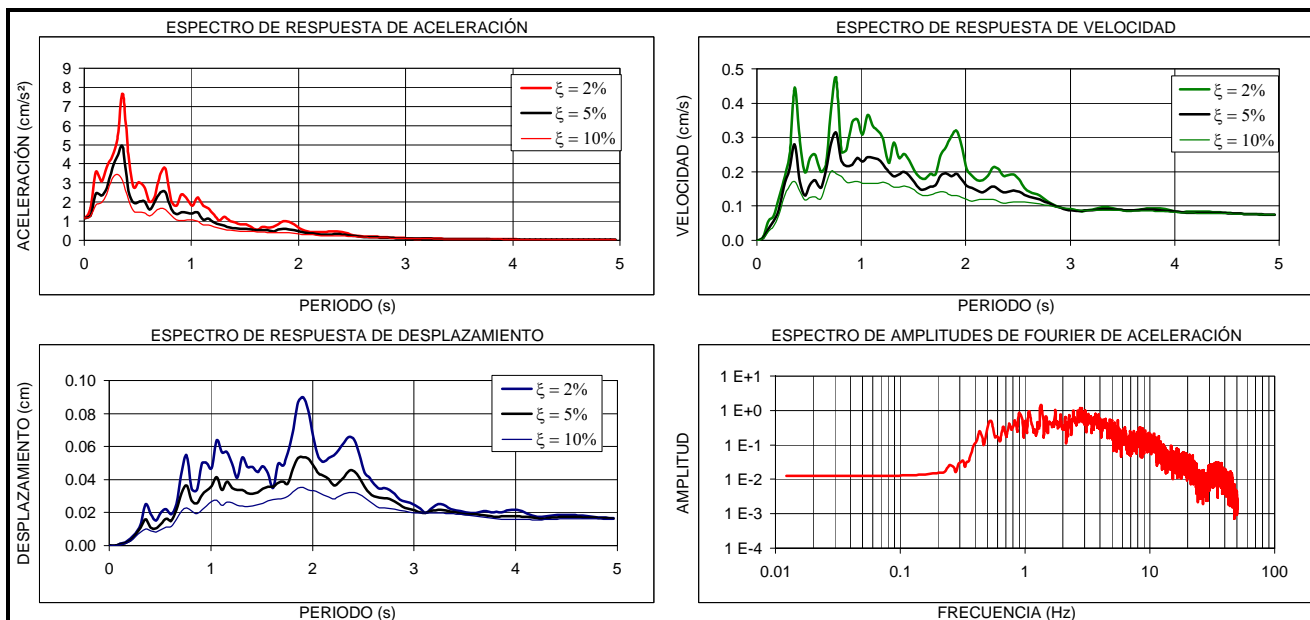 ESPECTRO DE RESPUESTA DE ACELERACIÓN
ACELERACIÓN (cm/s²)
9
8
7
6
5
4
3
2
1
0
ξ = 2%
ξ = 5%
ξ = 10%
0 1 2 3 4 5
PERIODO (s)
ESPECTRO DE RESPUESTA DE VELOCIDAD
VELOCIDAD (cm/s)
0.5
0.4
0.3
0.2
0.1
0.0
ξ = 2%
ξ = 5%
ξ = 10%
0 1 2 3 4 5
PERIODO (s)
ESPECTRO DE RESPUESTA DE DESPLAZAMIENTO
DESPLAZAMIENTO (cm)
0.10
0.08
0.06
0.04
0.02
0.00
ξ = 2%
ξ = 5%
ξ = 10%
0 1 2 3 4 5
PERIODO (s)
ESPECTRO DE AMPLITUDES DE FOURIER DE ACELERACIÓN
AMPLITUD
1 E+1
1 E+0
1 E-1
1 E-2
1 E-3
1 E-4
0.01 0.1 1 10 100
FRECUENCIA (Hz)